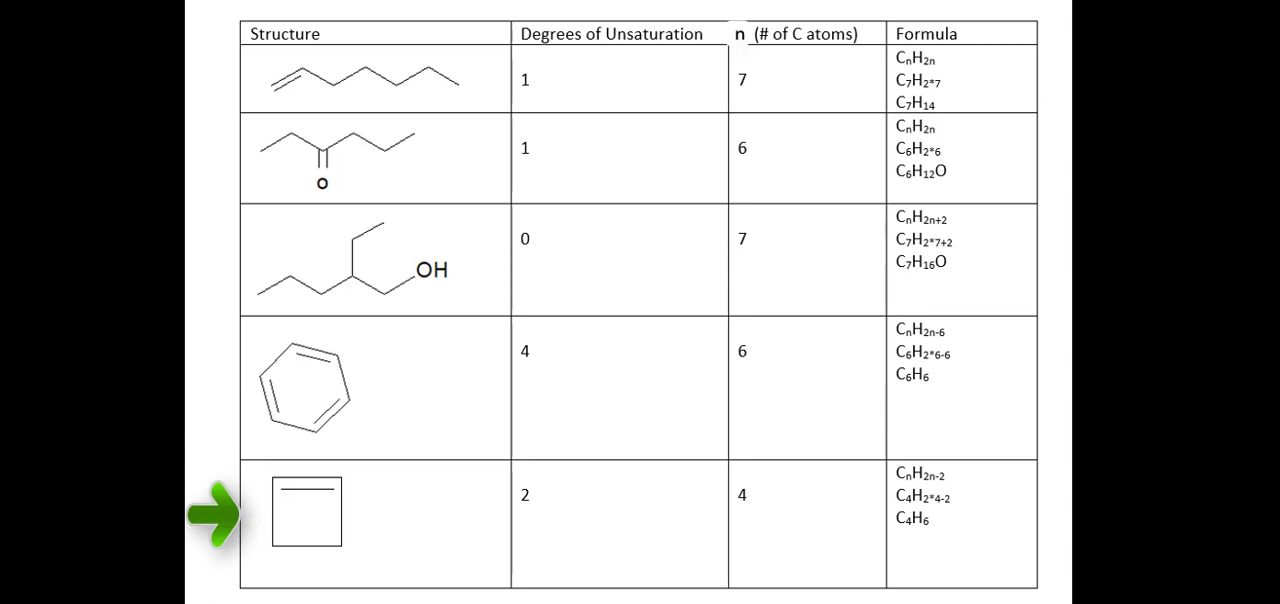 Structure Degrees of Unsaturation n (# of C atoms) Formula
1 7 CₙH₂ₙ
C₇H₂*₇
C₇H₁₄
O
1 6 CₙH₂ₙ
C₆H₂*₆
C₆H₁₂O
OH
0 7 CₙH₂ₙ₊₂
C₇H₂*₇₊₂
C₇H₁₆O
4 6 CₙH₂ₙ₋₆
C₆H₂*₆₋₆
C₆H₆
2 4 CₙH₂ₙ₋₂
C₄H₂*₄₋₂
C₄H₆